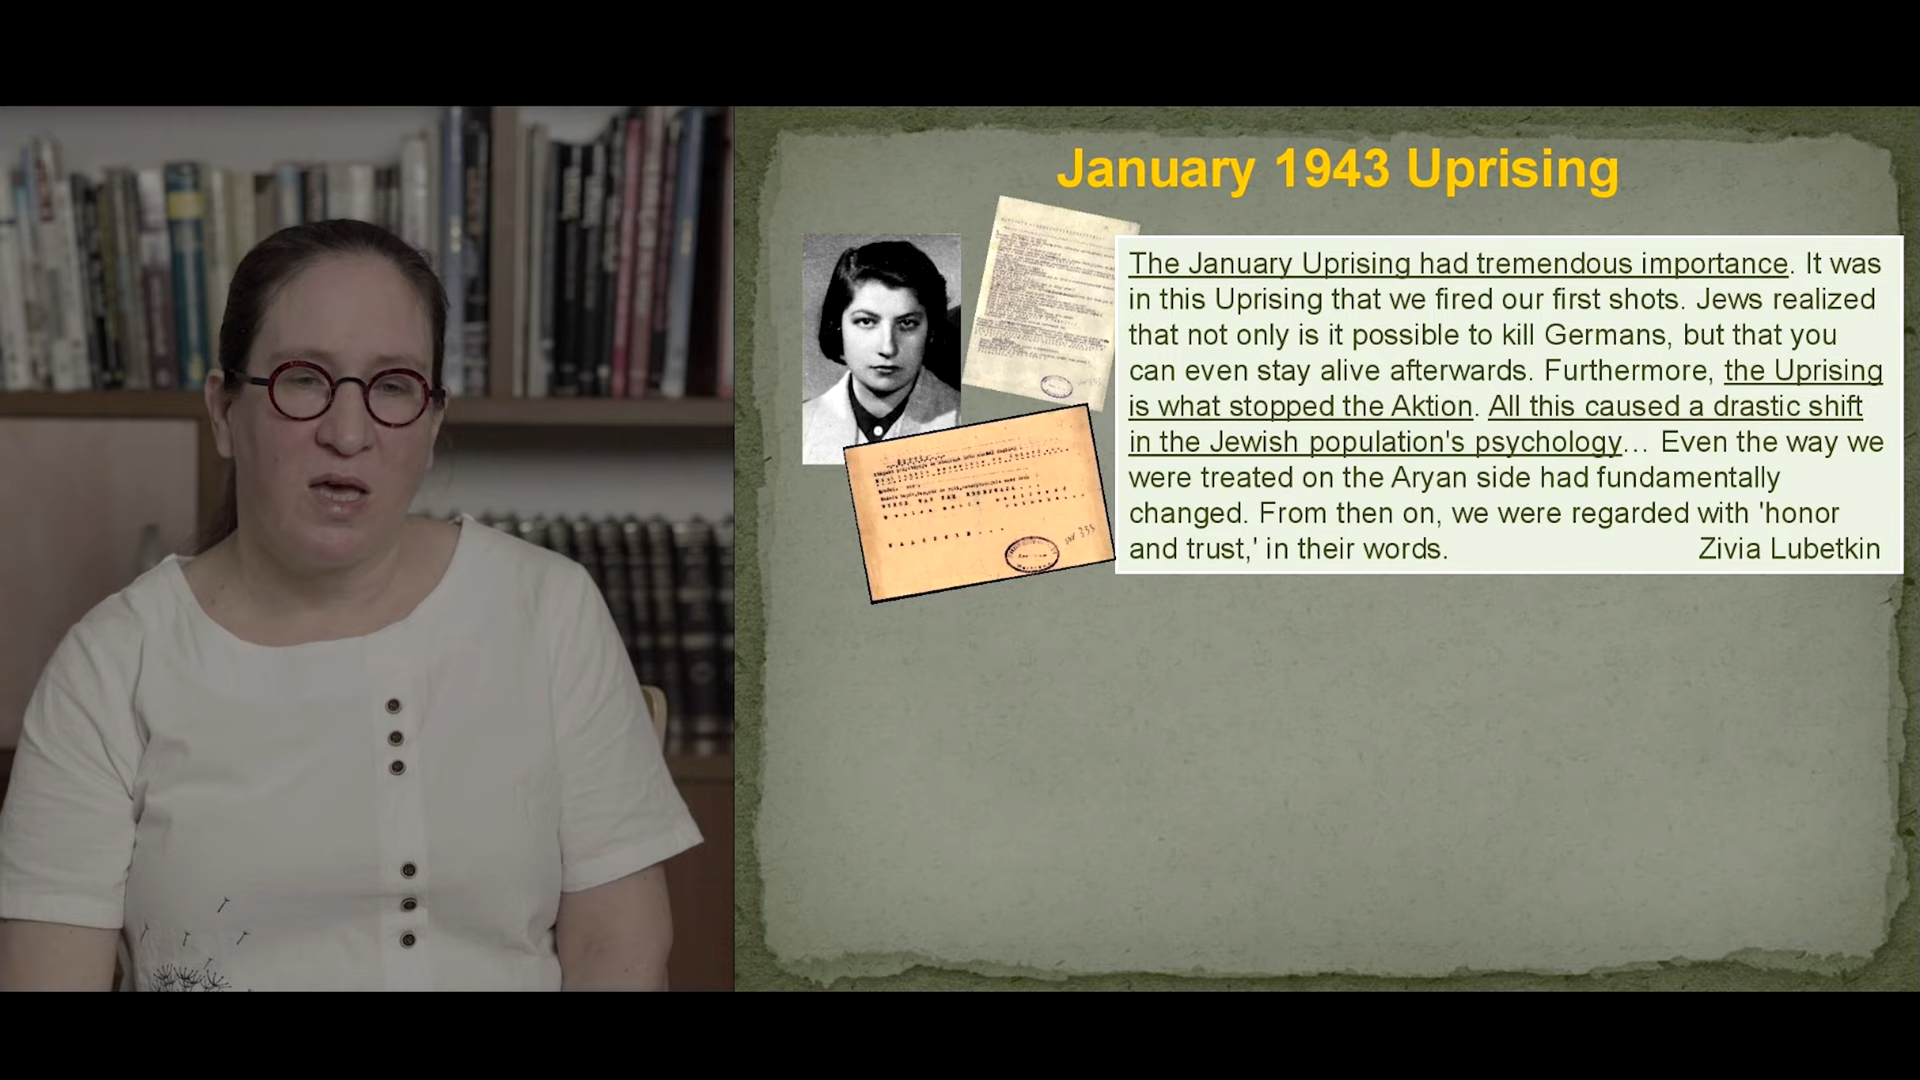 January 1943 Uprising
The January Uprising had tremendous importance. It was
in this Uprising that we fired our first shots. Jews realized
that not only is it possible to kill Germans, but that you
can even stay alive afterwards. Furthermore, the Uprising
is what stopped the Aktion. All this caused a drastic shift
in the Jewish population's psychology… Even the way we
were treated on the Aryan side had fundamentally
changed. From then on, we were regarded with 'honor
and trust,' in their words. Zivia Lubetkin